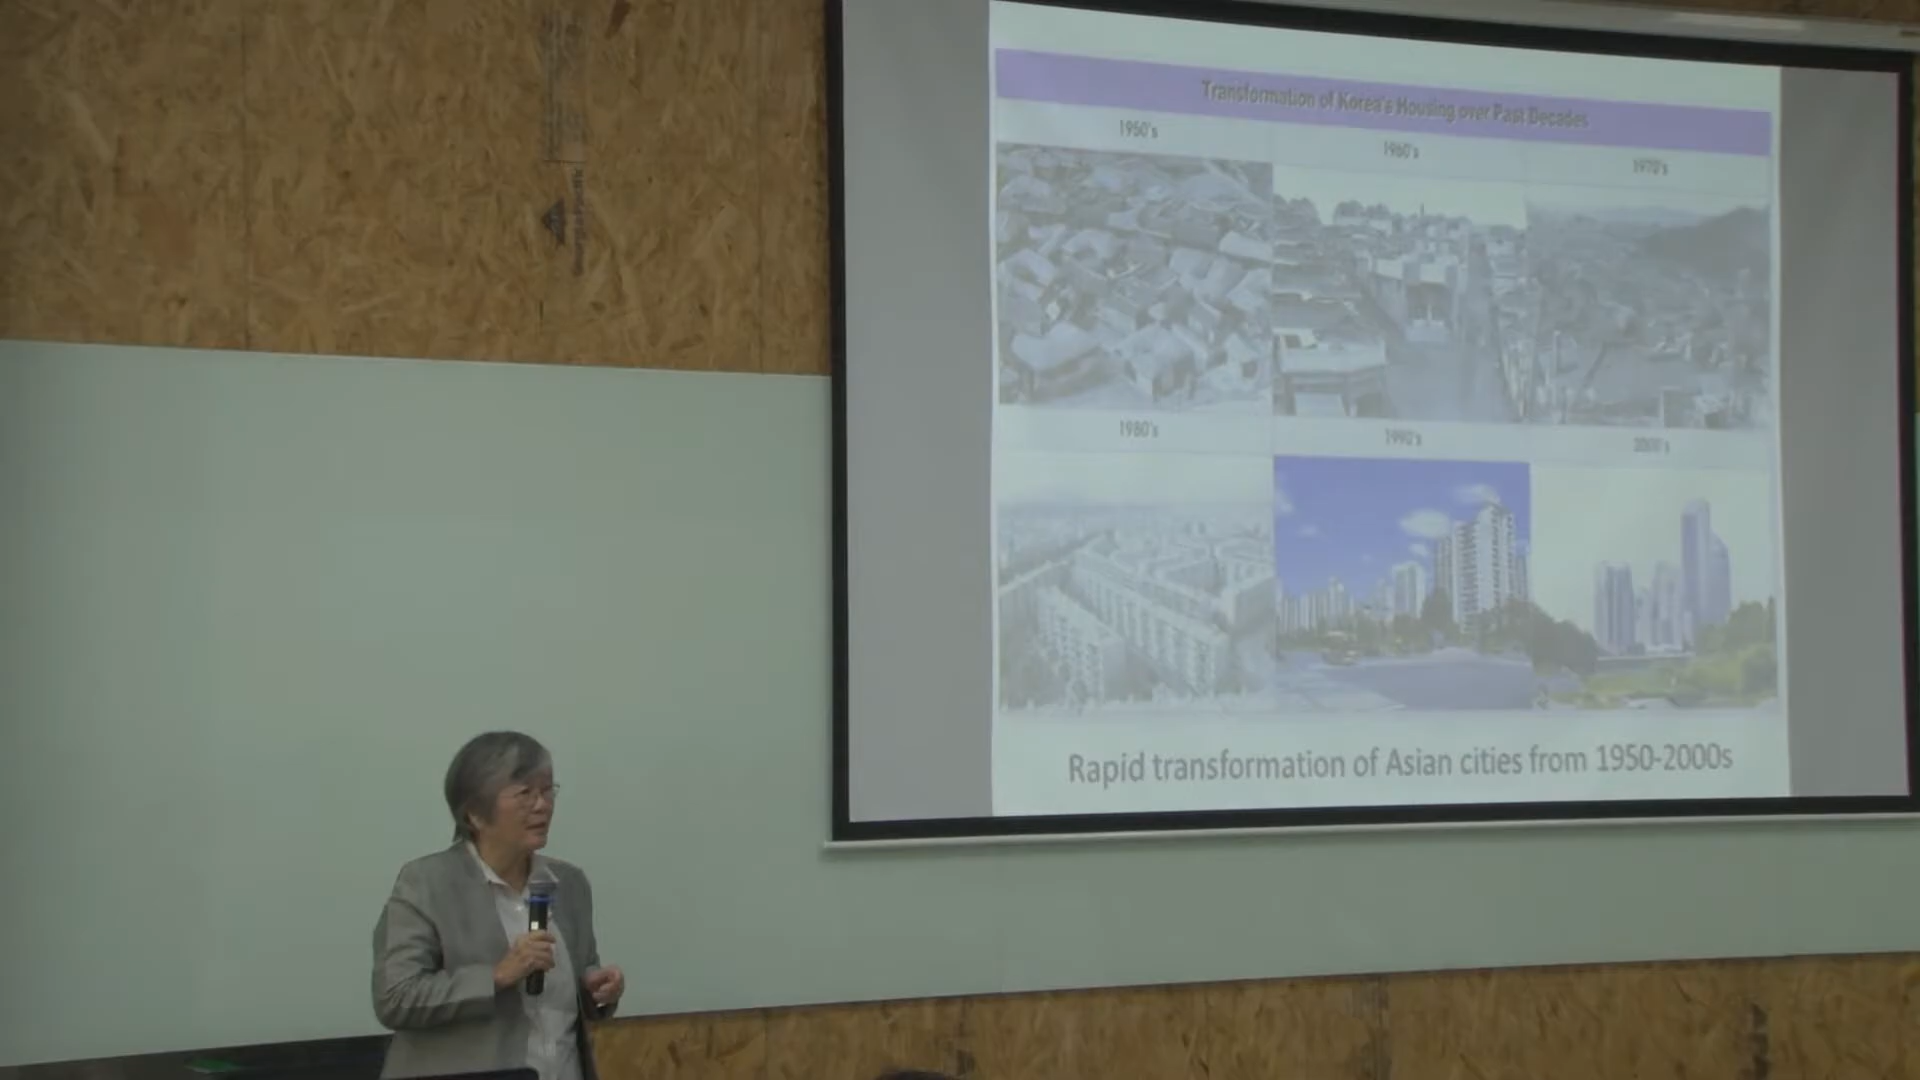 Transformation of Korea's Housing over Past Decades
1950's
1960's
1970's
1980's
1990's
2000's
Rapid transformation of Asian cities from 1950-2000s